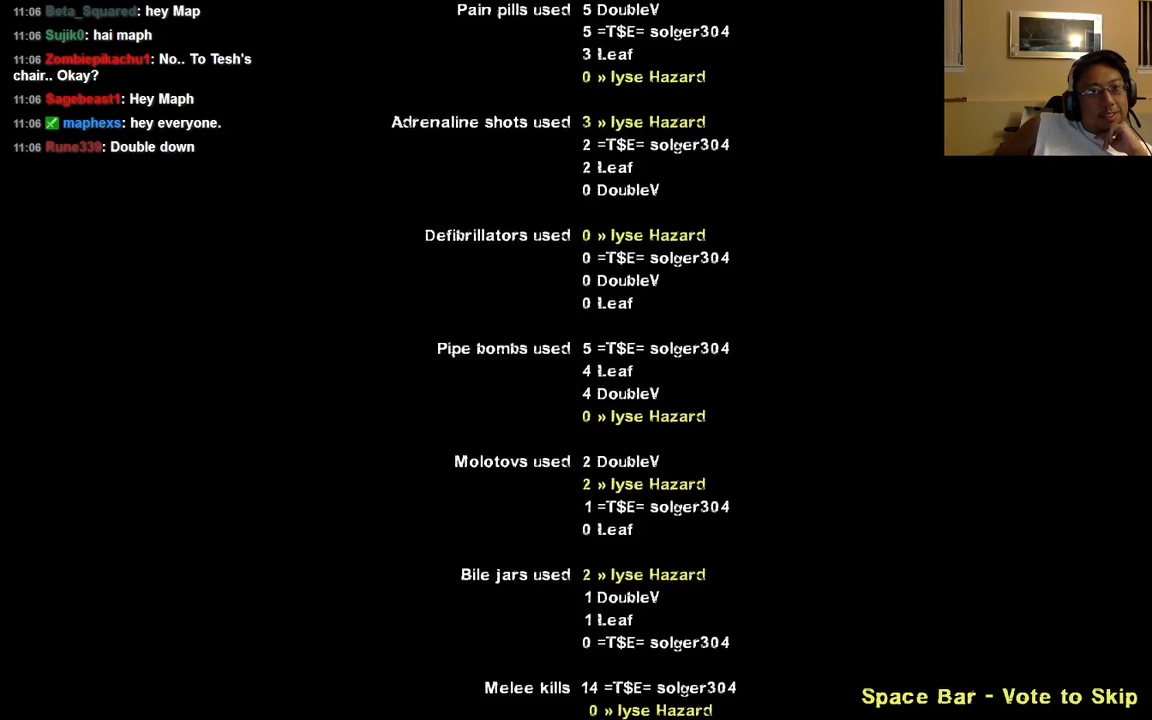 11:06 Beta_Squared: hey Map
11:06 Sujik0: hai maph
11:06 Zombiepikachu1: No.. To Tesh's
chair.. Okay?
11:06 Sagebeast1: Hey Maph
11:06 maphexs: hey everyone.
11:06 Rune339: Double down
Pain pills used 5 DoubleV
5 =T$E= solger304
3 Leaf
0 » lyse Hazard
Adrenaline shots used 3 » lyse Hazard
2 =T$E= solger304
2 Leaf
0 DoubleV
Defibrillators used 0 » lyse Hazard
0 =T$E= solger304
0 DoubleV
0 Leaf
Pipe bombs used 5 =T$E= solger304
4 Leaf
4 DoubleV
0 » lyse Hazard
Molotovs used 2 DoubleV
2 » lyse Hazard
1 =T$E= solger304
0 Leaf
Bile jars used 2 » lyse Hazard
1 DoubleV
1 Leaf
0 =T$E= solger304
Melee kills 14 =T$E= solger304
0 » lyse Hazard
Space Bar - Vote to Skip